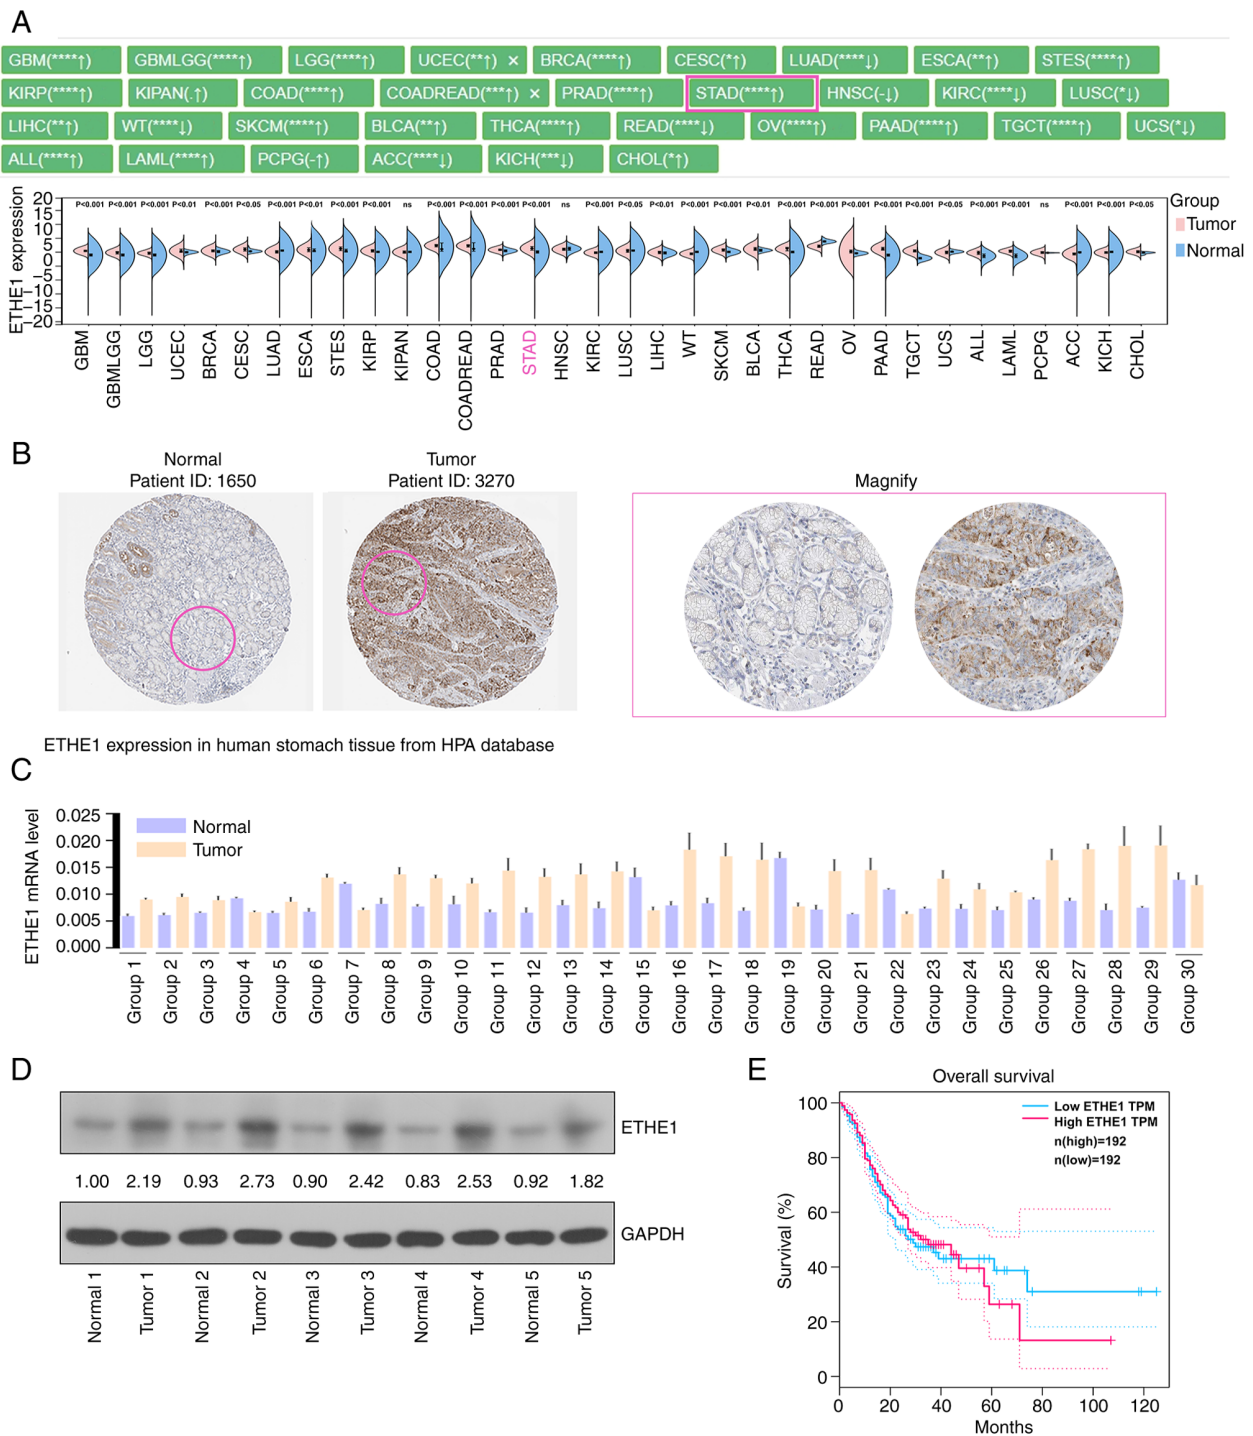 A
GBM(****↑) GBMLGG(****↑) LGG(****↑) UCEC(**↑) × BRCA(****↑) CESC(*↑) LUAD(****↓) ESCA(**↑) STES(****↑)
KIRP(****↑) KIPAN(.↑) COAD(****↑) COADREAD(***↑) × PRAD(****↑) STAD(****↑) HNSC(-↓) KIRC(****↓) LUSC(*↓)
LIHC(**↑) WT(****↓) SKCM(****↑) BLCA(**↑) THCA(****↑) READ(****↓) OV(****↑) PAAD(****↑) TGCT(****↑) UCS(*↓)
ALL(****↑) LAML(****↑) PCPG(-↑) ACC(****↓) KICH(***↓) CHOL(*↑)
ETHE1 expression
20
15
10
5
0
−5
−10
−15
−20
P<0.001 P<0.001 P<0.001 P<0.01 P<0.001 P<0.05 P<0.001 P<0.01 P<0.001 P<0.001 ns P<0.001 P<0.001 P<0.001 P<0.001 ns P<0.001 P<0.05 P<0.01 P<0.001 P<0.001 P<0.01 P<0.001 P<0.001 P<0.001 P<0.001 P<0.001 P<0.05 P<0.001 P<0.001 ns P<0.001 P<0.001 P<0.05
Group
Tumor
Normal
GBM GBMLGG LGG UCEC BRCA CESC LUAD ESCA STES KIRP KIPAN COAD COADREAD PRAD STAD HNSC KIRC LUSC LIHC WT SKCM BLCA THCA READ OV PAAD TGCT UCS ALL LAML PCPG ACC KICH CHOL
B
Normal
Patient ID: 1650
Tumor
Patient ID: 3270
Magnify
ETHE1 expression in human stomach tissue from HPA database
C
ETHE1 mRNA level
0.025
0.020
0.015
0.010
0.005
0.000
Normal
Tumor
Group 1 Group 2 Group 3 Group 4 Group 5 Group 6 Group 7 Group 8 Group 9 Group 10 Group 11 Group 12 Group 13 Group 14 Group 15 Group 16 Group 17 Group 18 Group 19 Group 20 Group 21 Group 22 Group 23 Group 24 Group 25 Group 26 Group 27 Group 28 Group 29 Group 30
D
ETHE1
1.00 2.19 0.93 2.73 0.90 2.42 0.83 2.53 0.92 1.82
GAPDH
Normal 1 Tumor 1 Normal 2 Tumor 2 Normal 3 Tumor 3 Normal 4 Tumor 4 Normal 5 Tumor 5
E
Overall survival
Low ETHE1 TPM
High ETHE1 TPM
n(high)=192
n(low)=192
Survival (%)
100
80
60
40
20
0
0 20 40 60 80 100 120
Months